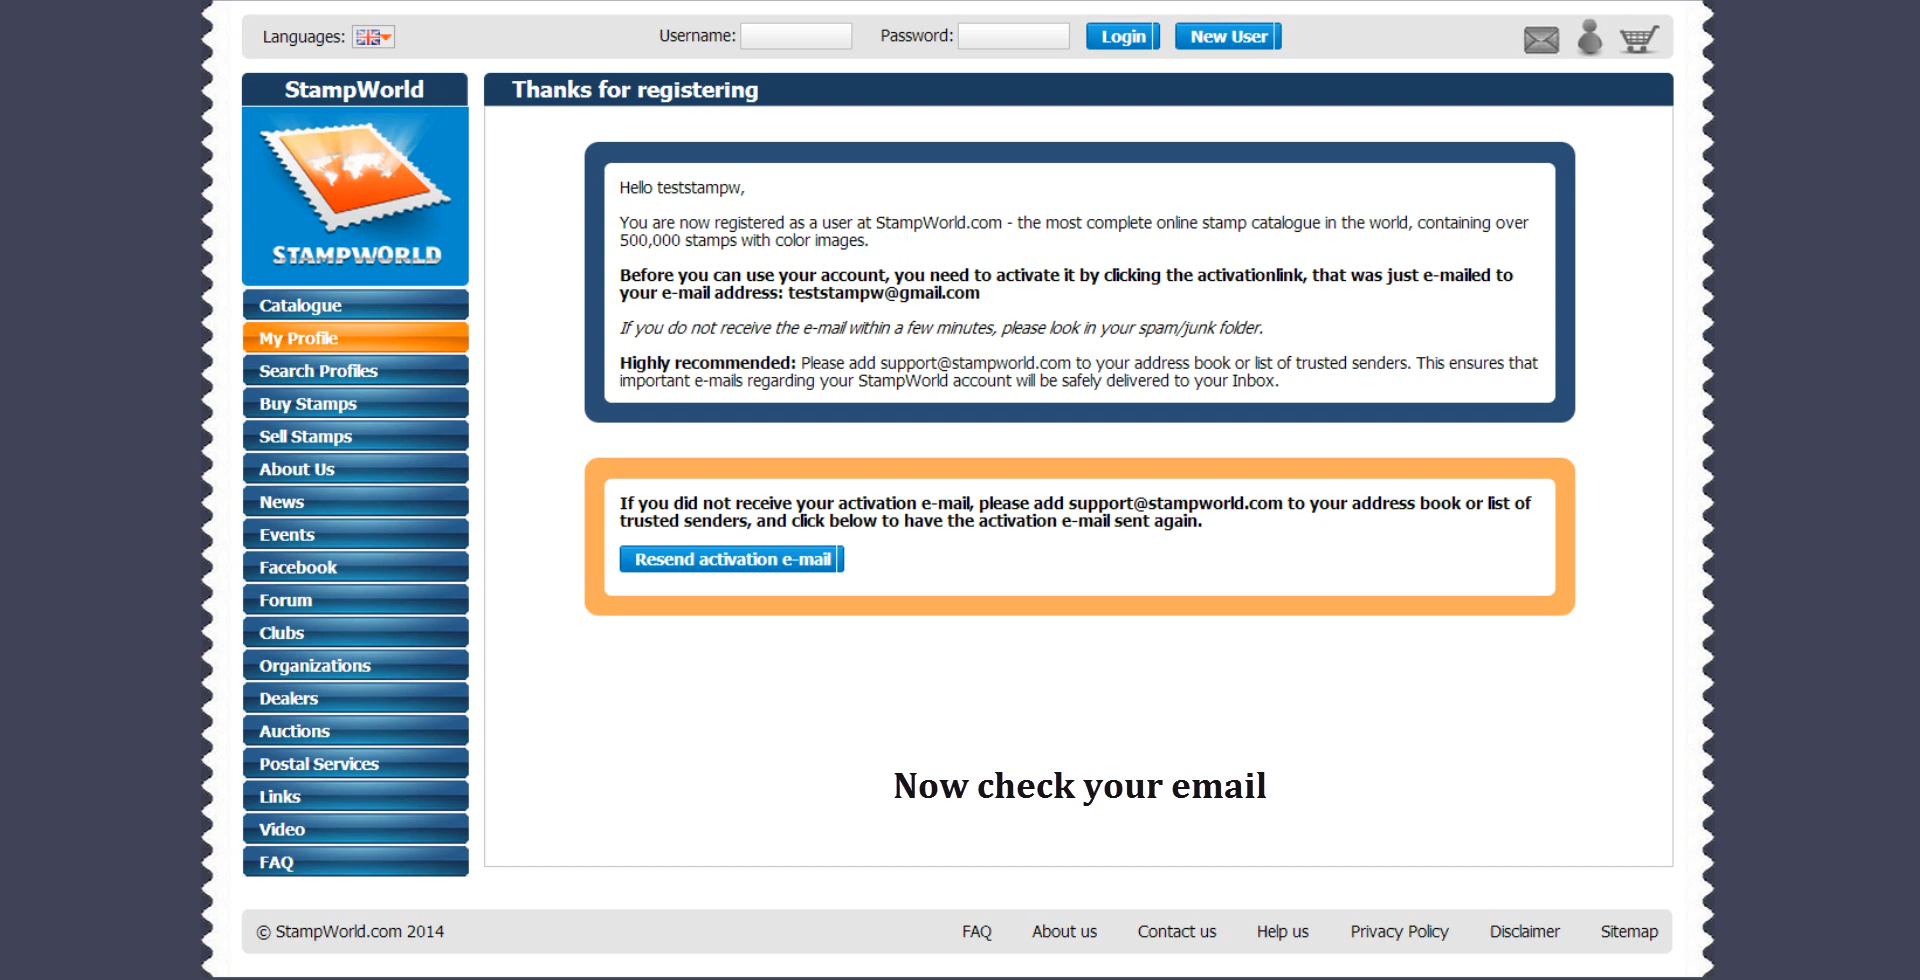 Languages:
Username:
Password:
Login
New User
StampWorld
Thanks for registering
STAMPWORLD
Catalogue
My Profile
Search Profiles
Buy Stamps
Sell Stamps
About Us
News
Events
Facebook
Forum
Clubs
Organizations
Dealers
Auctions
Postal Services
Links
Video
FAQ
Hello teststampw,
You are now registered as a user at StampWorld.com - the most complete online stamp catalogue in the world, containing over
500,000 stamps with color images.
Before you can use your account, you need to activate it by clicking the activationlink, that was just e-mailed to
your e-mail address: teststampw@gmail.com
If you do not receive the e-mail within a few minutes, please look in your spam/junk folder.
Highly recommended: Please add support@stampworld.com to your address book or list of trusted senders. This ensures that
important e-mails regarding your StampWorld account will be safely delivered to your Inbox.
If you did not receive your activation e-mail, please add support@stampworld.com to your address book or list of
trusted senders, and click below to have the activation e-mail sent again.
Resend activation e-mail
Now check your email
© StampWorld.com 2014
FAQ
About us
Contact us
Help us
Privacy Policy
Disclaimer
Sitemap